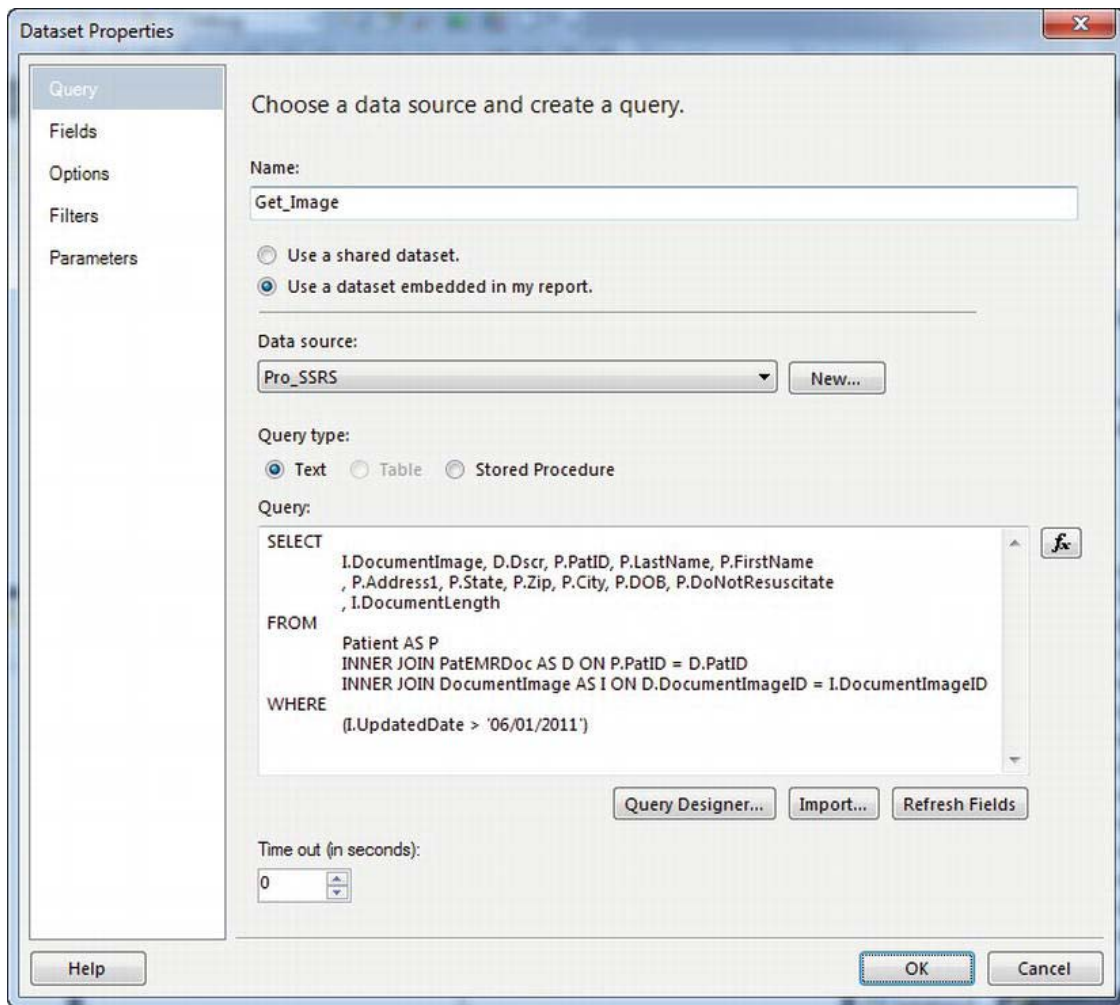 Dataset Properties
Query
Fields
Options
Filters
Parameters
Choose a data source and create a query.
Name:
Get_Image
Use a shared dataset.
Use a dataset embedded in my report.
Data source:
Pro_SSRS
New...
Query type:
Text Table Stored Procedure
Query:
SELECT
I.DocumentImage, D.Dscr, P.PatID, P.LastName, P.FirstName
, P.Address1, P.State, P.Zip, P.City, P.DOB, P.DoNotResuscitate
, I.DocumentLength
FROM
Patient AS P
INNER JOIN PatEMRDoc AS D ON P.PatID = D.PatID
INNER JOIN DocumentImage AS I ON D.DocumentImageID = I.DocumentImageID
WHERE
(I.UpdatedDate > '06/01/2011')
fx
Query Designer... Import... Refresh Fields
Time out (in seconds):
0
Help OK Cancel